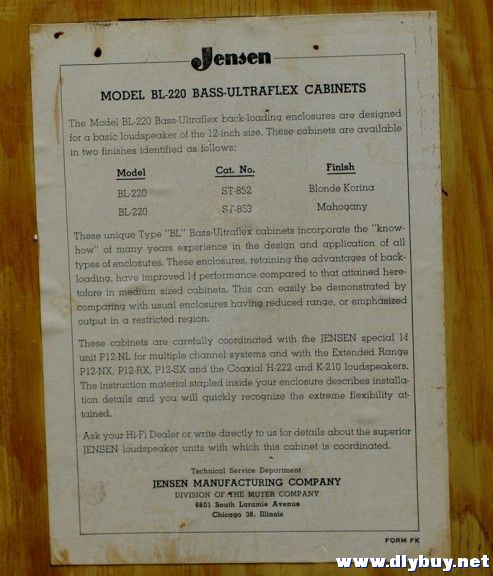 Jensen
MODEL BL-220 BASS-ULTRAFLEX CABINETS
The Model BL-220 Bass-Ultraflex back-loading enclosures are designed
for a basic loudspeaker of the 12-inch size. These cabinets are available
in two finishes identified as follows:
Model Cat. No. Finish
BL-220 ST-852 Blonde Korina
BL-220 ST-853 Mahogany
These unique Type "BL" Bass-Ultraflex cabinets incorporate the "know-
how" of many years experience in the design and application of all
types of enclosures. These enclosures, retaining the advantages of back-
loading, have improved l-f performance compared to that attained here-
tofore in medium sized cabinets. This can easily be demonstrated by
comparing with usual enclosures having reduced range, or emphasized
output in a restricted region.
These cabinets are carefully coordinated with the JENSEN special l-f
unit P12-NL for multiple channel systems and with the Extended Range
P12-NX, P12-RX, P12-SX and the Coaxial H-222 and K-210 loudspeakers.
The instruction material stapled inside your enclosure describes installa-
tion details and you will quickly recognize the extreme flexibility at-
tained.
Ask your Hi-Fi Dealer or write directly to us for details about the superior
JENSEN loudspeaker units with which this cabinet is coordinated.
Technical Service Department
JENSEN MANUFACTURING COMPANY
DIVISION OF THE MUTER COMPANY
6601 South Laramie Avenue
Chicago 38, Illinois
FORM FK
www.dlybuy.net